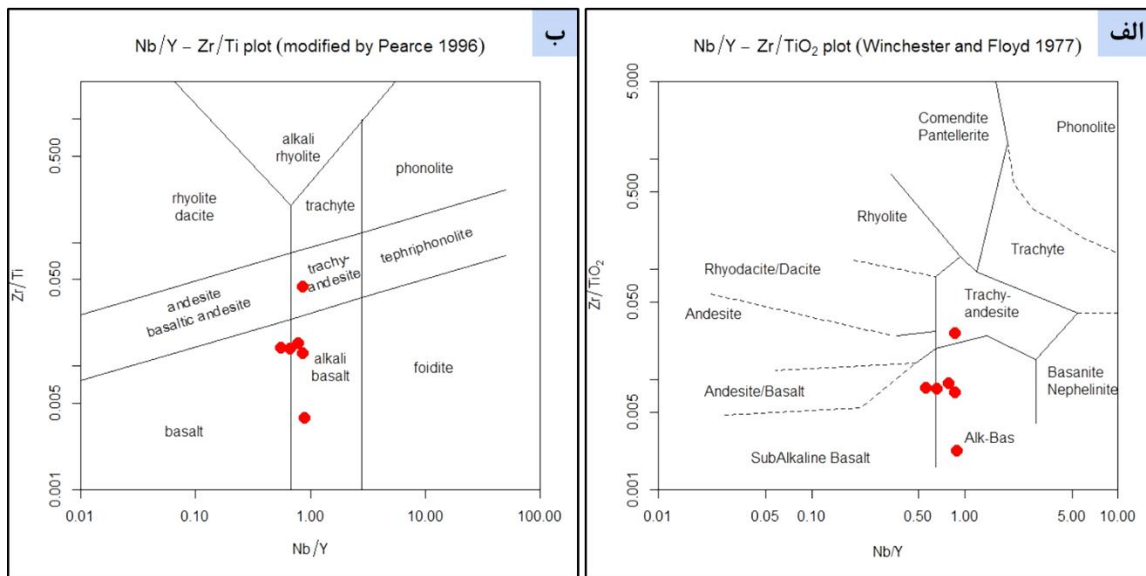 ب
Nb/Y – Zr/Ti plot (modified by Pearce 1996)
alkali
rhyolite
phonolite
rhyolite
dacite
trachyte
trachy-
andesite
tephriphonolite
andesite
basaltic andesite
alkali
basalt
foidite
basalt
Zr/Ti
0.500
0.050
0.005
0.001
0.01
0.10
1.00
10.00
100.00
Nb/Y
الف
Nb/Y – Zr/TiO₂ plot (Winchester and Floyd 1977)
Comendite
Pantellerite
Phonolite
Rhyolite
Trachyte
Rhyodacite/Dacite
Trachy-
andesite
Andesite
Basanite
Nephelinite
Andesite/Basalt
Alk-Bas
SubAlkaline Basalt
Zr/TiO₂
5.000
0.500
0.050
0.005
0.001
0.01
0.05
0.10
0.50
1.00
5.00
10.00
Nb/Y